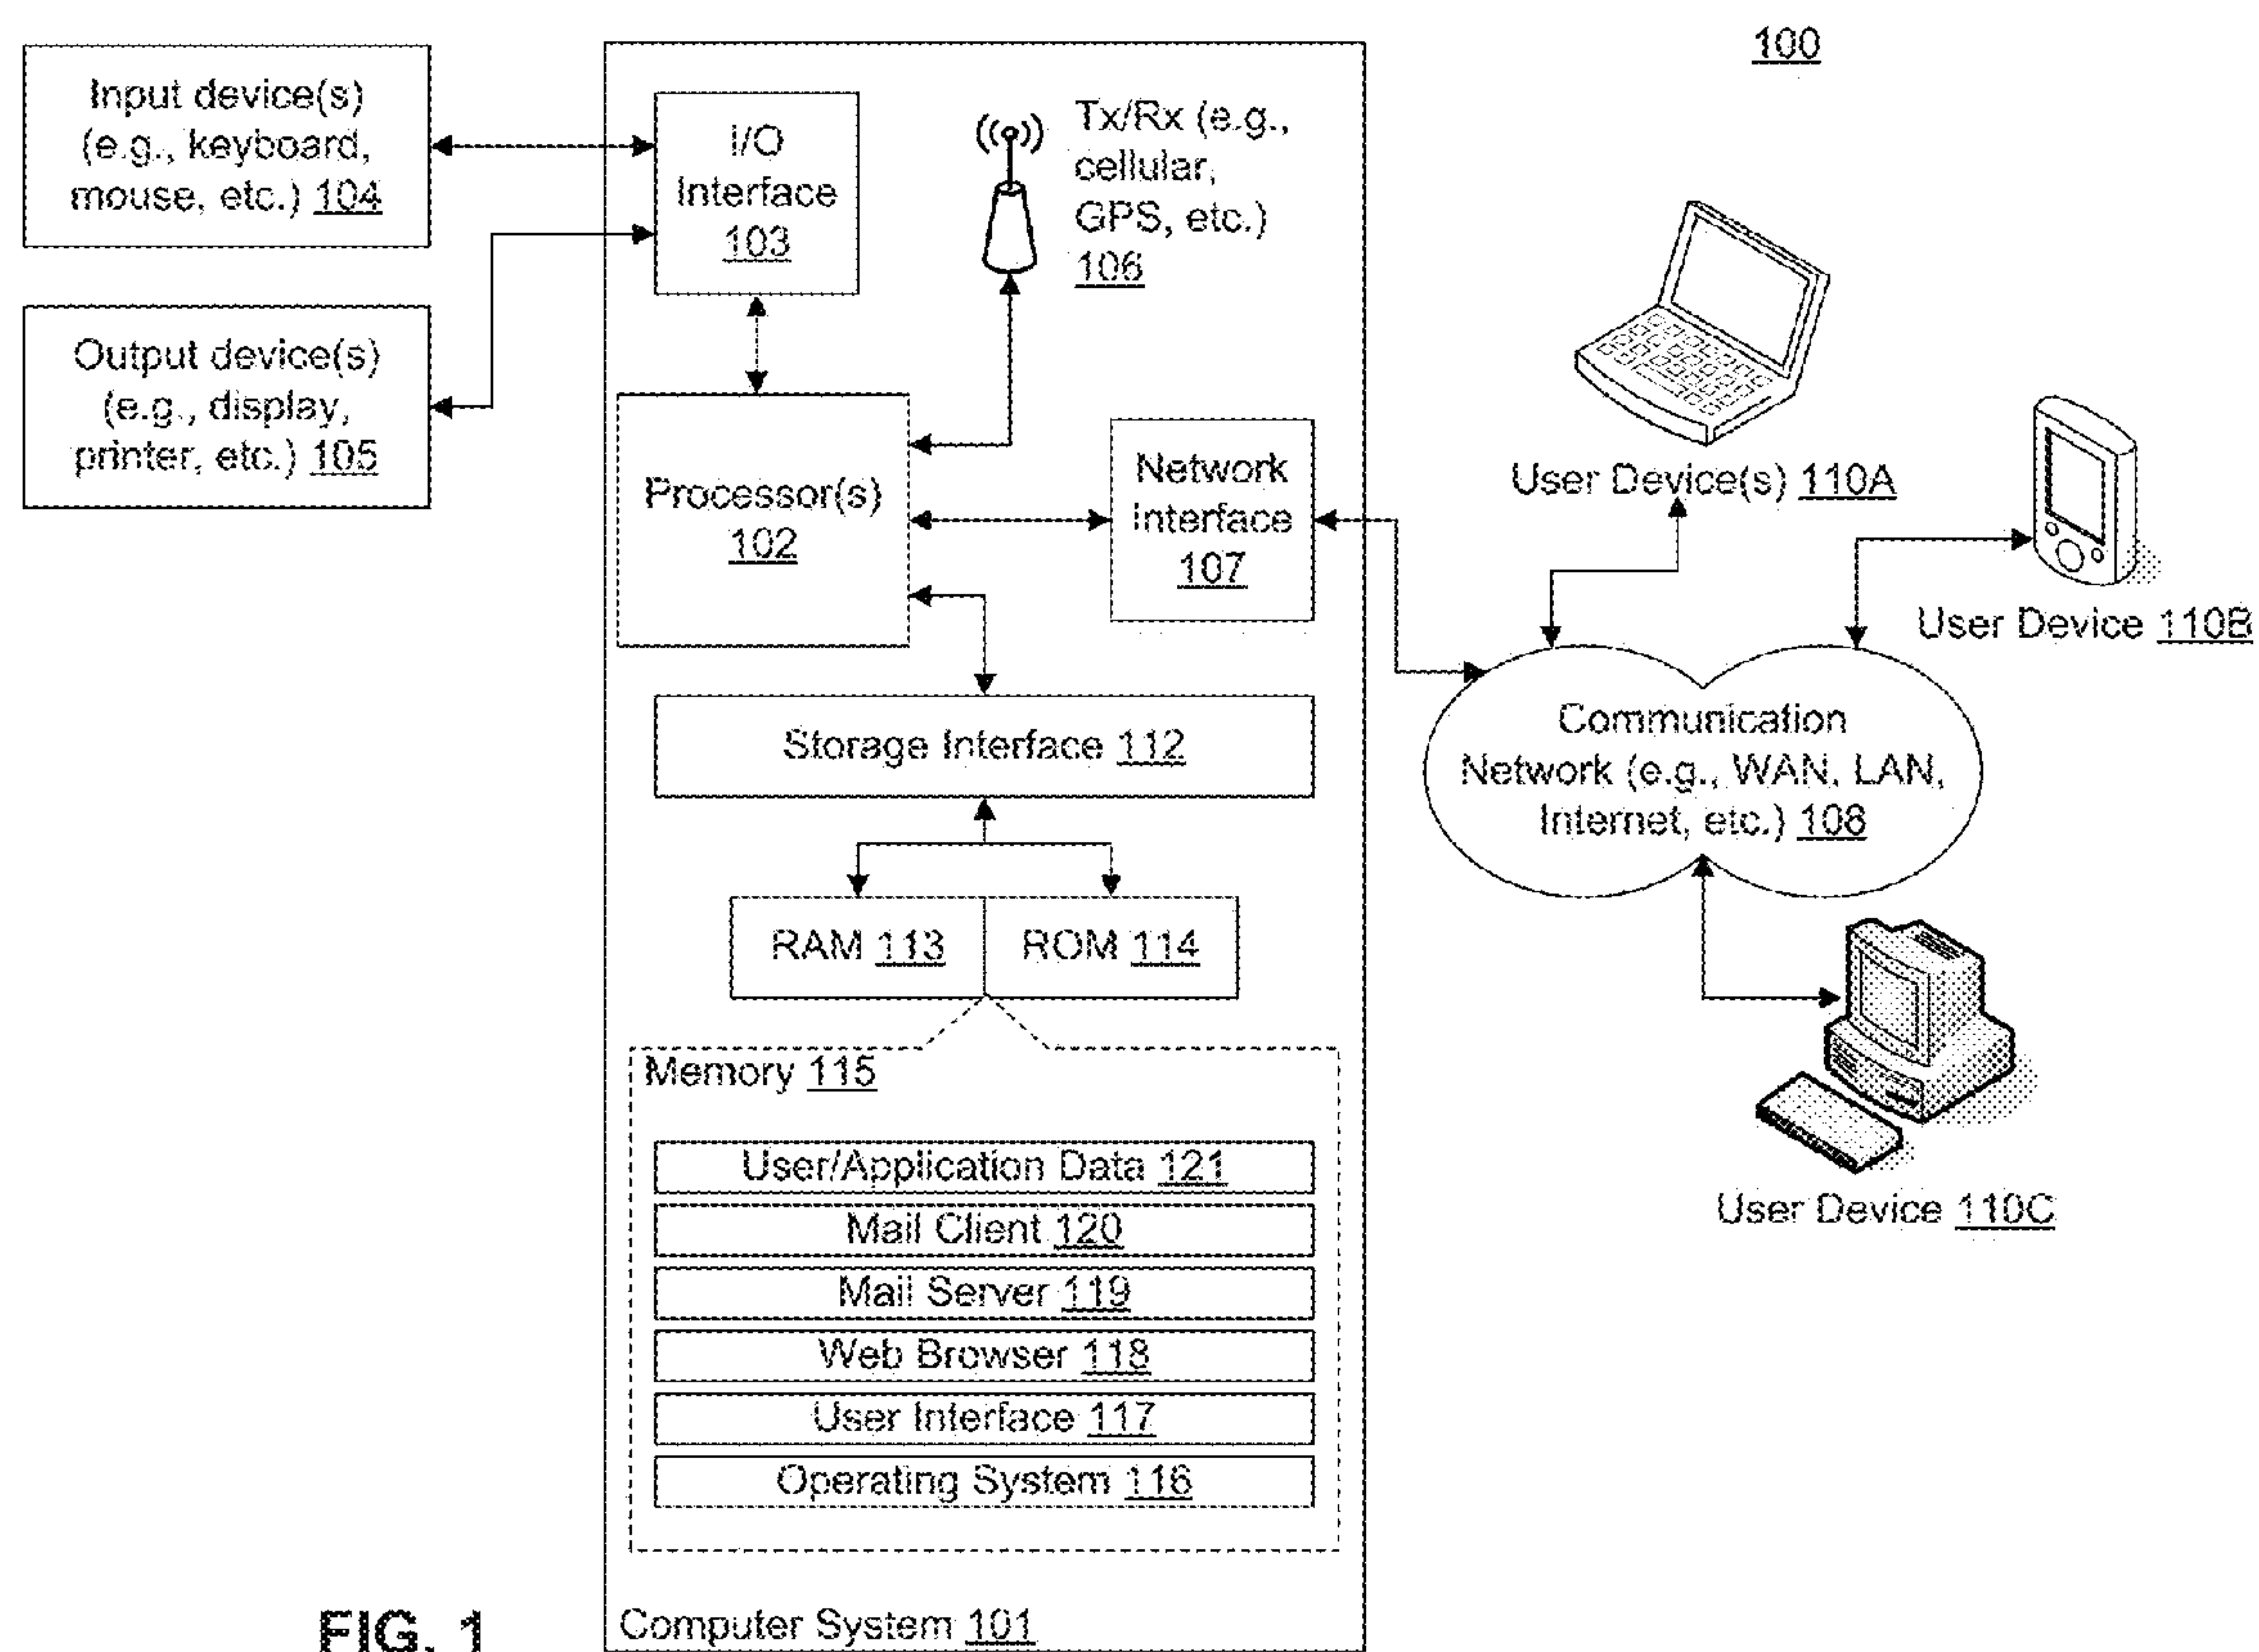 100
Input device(s)
(e.g., keyboard,
mouse, etc.) 104
Output device(s)
(e.g., display,
printer, etc.) 105
I/O
Interface
103
Tx/Rx (e.g.,
cellular,
GPS, etc.)
106
Processor(s)
102
Network
Interface
107
Storage Interface 112
RAM 113
ROM 114
Memory 115
User/Application Data 121
Mail Client 120
Mail Server 119
Web Browser 118
User Interface 117
Operating System 116
Computer System 101
User Device(s) 110A
User Device 110B
Communication
Network (e.g., WAN, LAN,
Internet, etc.) 108
User Device 110C
FIG. 1